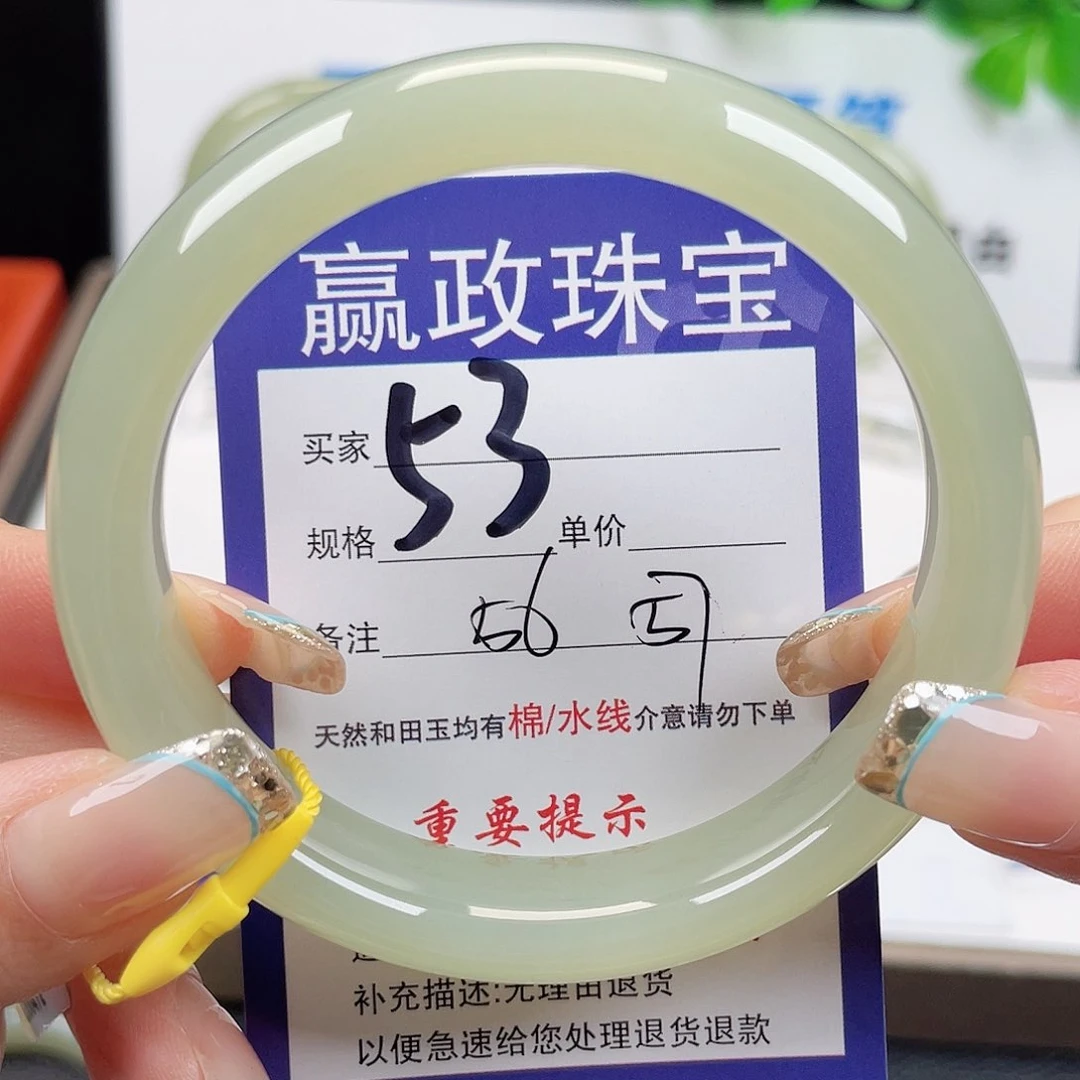 赢政珠宝
买家 53
规格 单价
备注 56
天然和田玉均有棉/水线介意请勿下单
重要提示
补充描述:无理由退货
以便急速给您处理退货退款